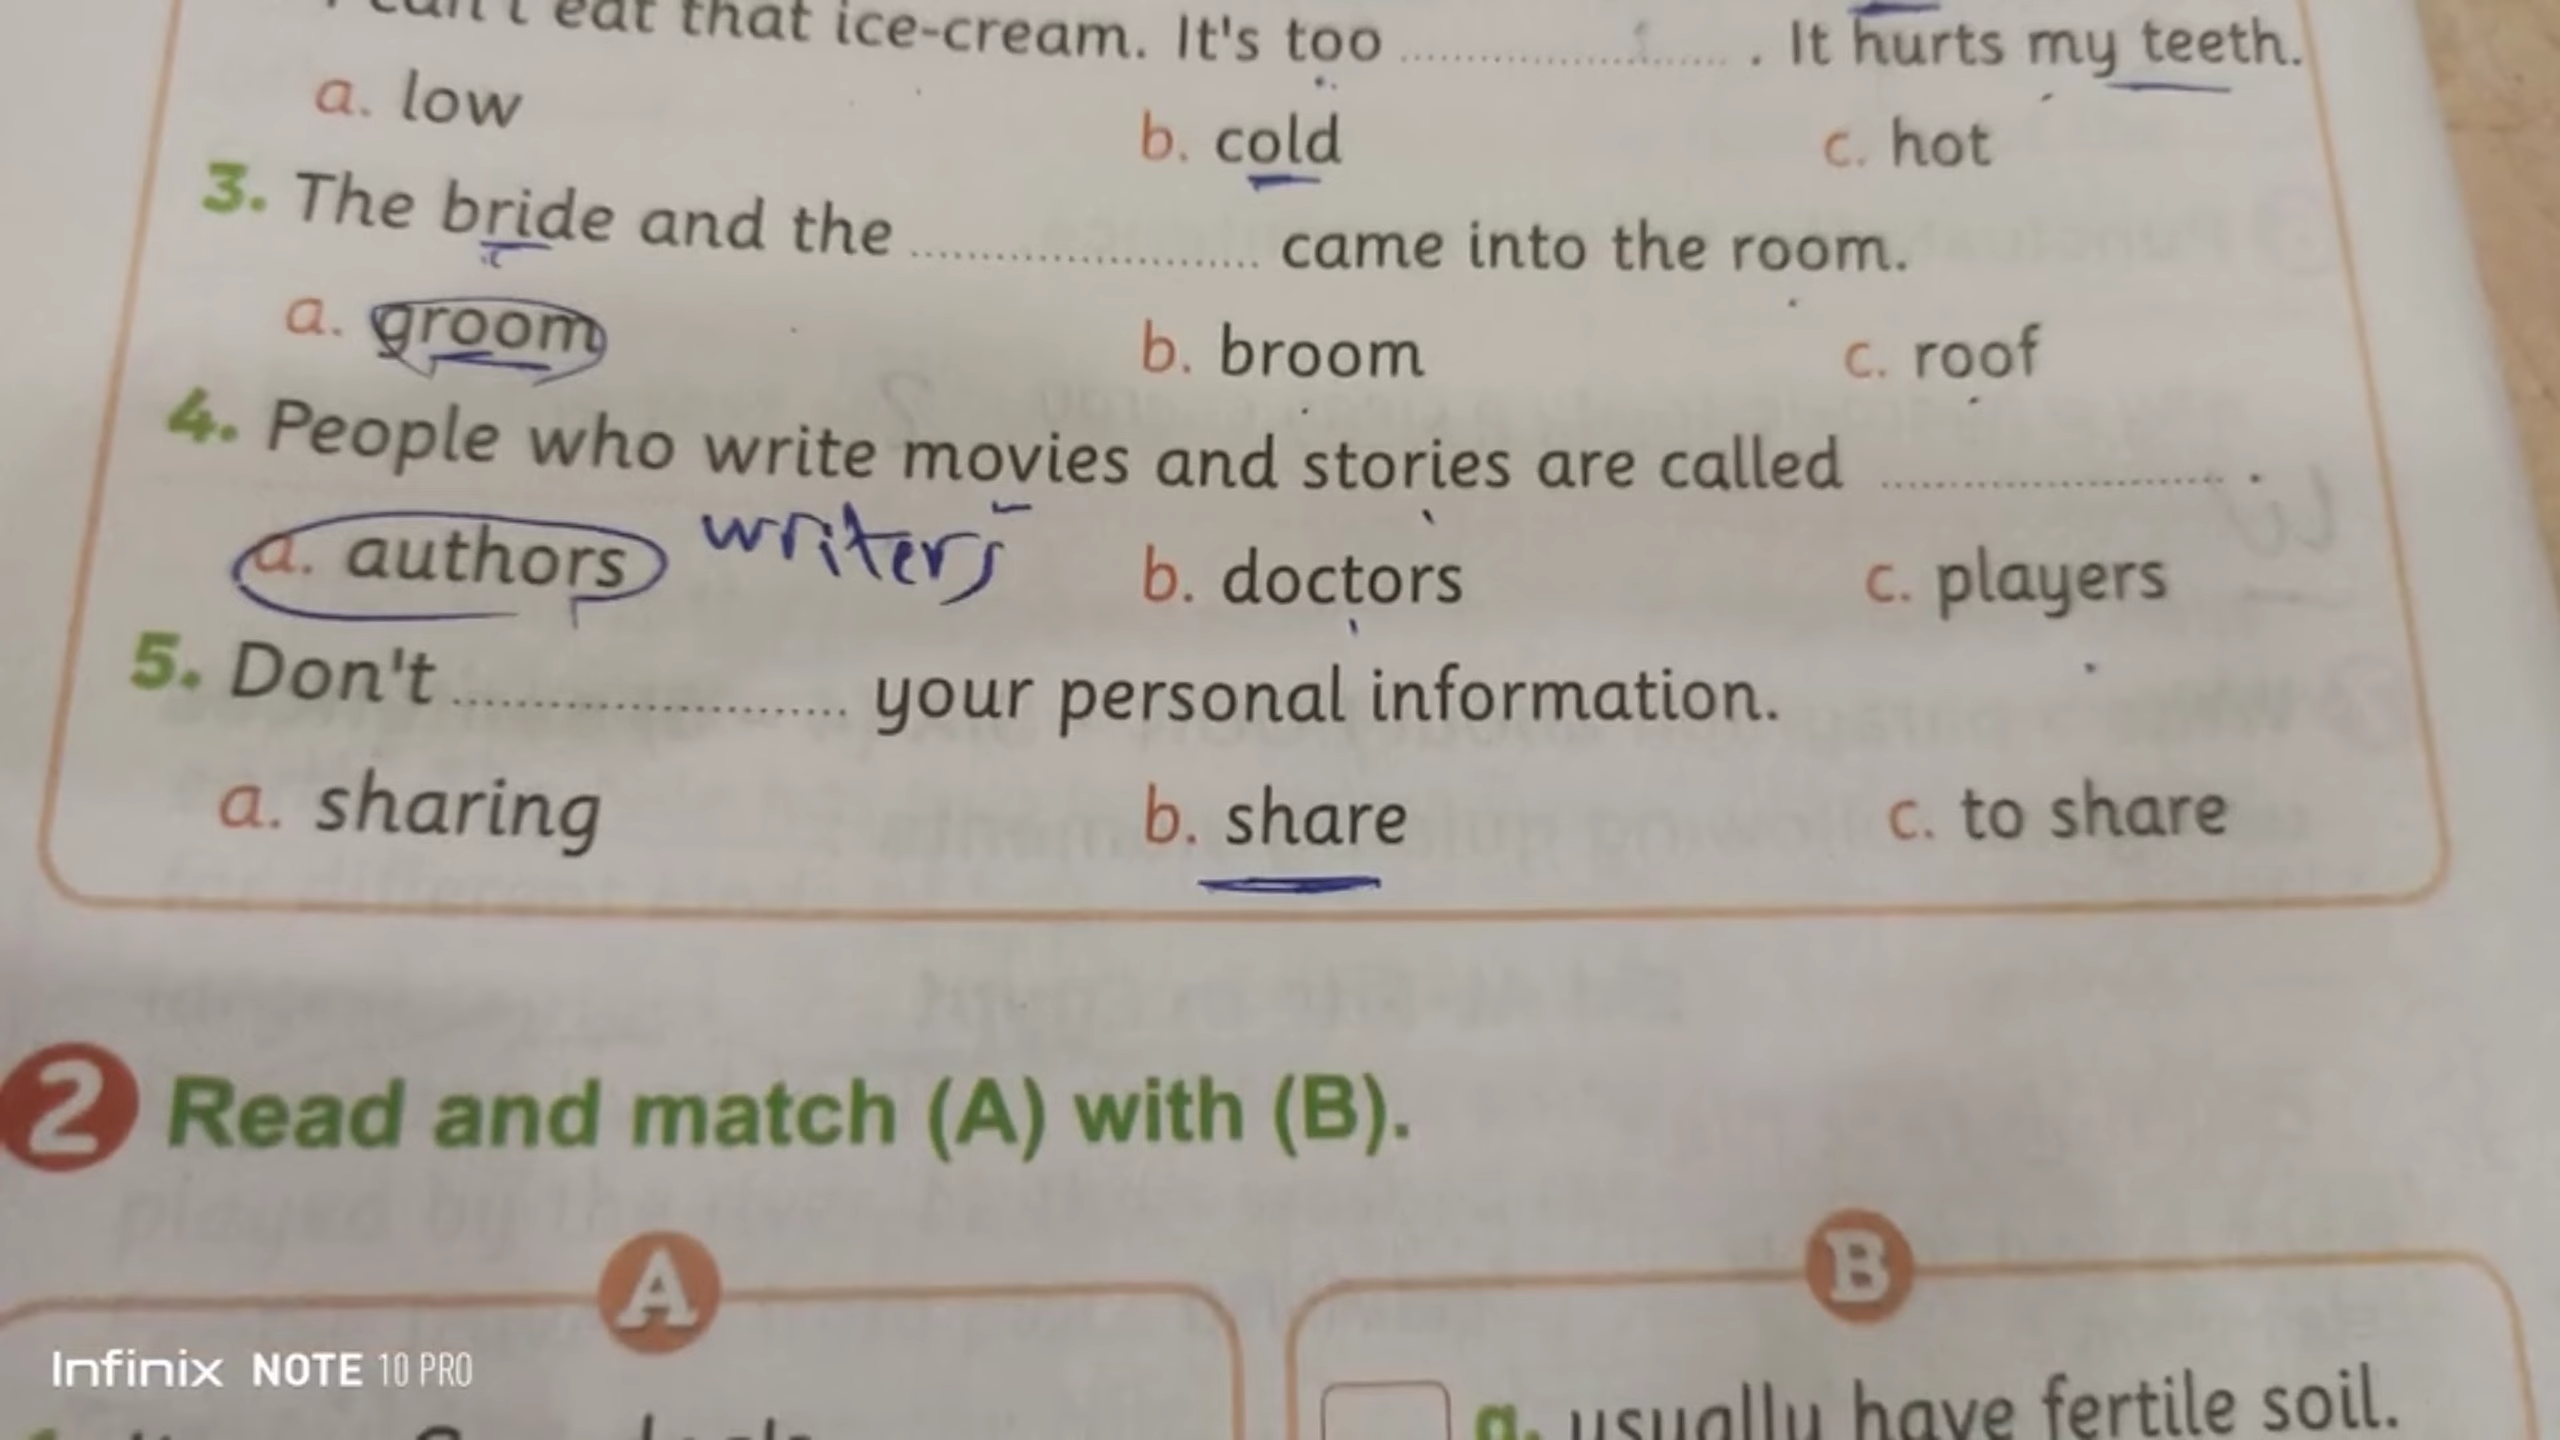 can't eat that ice-cream. It's too .................... . It hurts my teeth.
a. low b. cold c. hot
3. The bride and the .................... came into the room.
a. groom b. broom c. roof
4. People who write movies and stories are called .................... .
a. authors writers b. doctors c. players
5. Don't .................... your personal information.
a. sharing b. share c. to share
2 Read and match (A) with (B).
A B
a. usually have fertile soil.
Infinix NOTE 10 PRO